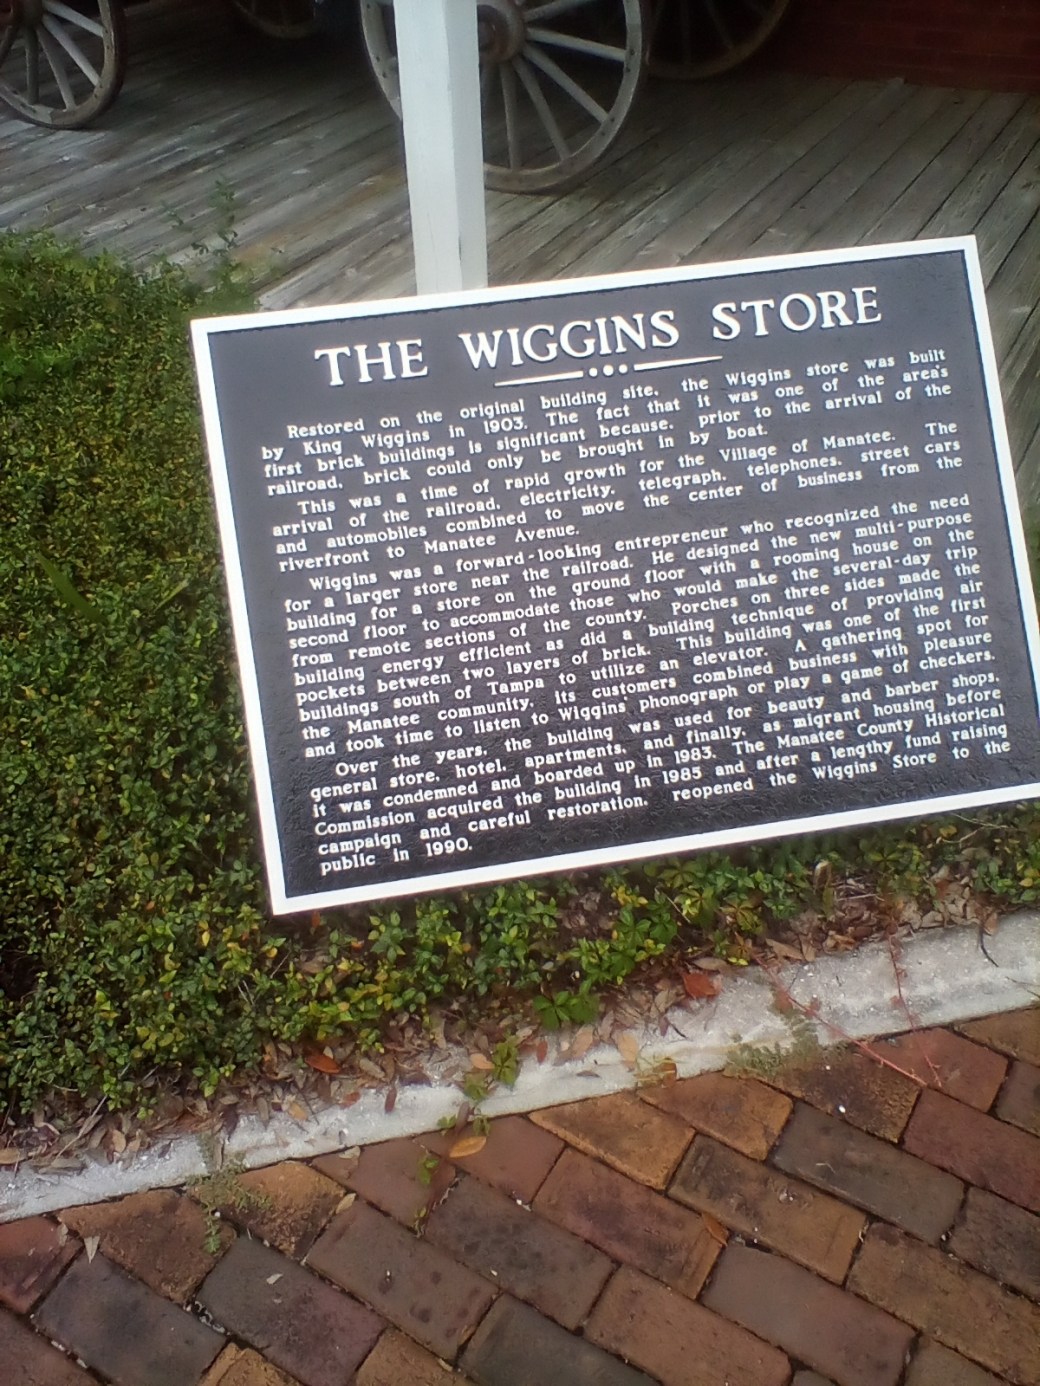 THE WIGGINS STORE
Restored on the original building site, the Wiggins store was built
by King Wiggins in 1903. The fact that it was one of the area's
first brick buildings is significant because, prior to the arrival of the
railroad, brick could only be brought in by boat.
This was a time of rapid growth for the Village of Manatee. The
arrival of the railroad, electricity, telegraph, telephones, street cars
and automobiles combined to move the center of business from the
riverfront to Manatee Avenue.
Wiggins was a forward-looking entrepreneur who recognized the need
for a larger store near the railroad. He designed the new multi-purpose
building for a store on the ground floor with a rooming house on the
second floor to accommodate those who would make the several-day trip
from remote sections of the county. Porches on three sides made the
building energy efficient as did a building technique of providing air
pockets between two layers of brick. This building was one of the first
buildings south of Tampa to utilize an elevator. A gathering spot for
the Manatee community, its customers combined business with pleasure
and took time to listen to Wiggins' phonograph or play a game of checkers.
Over the years, the building was used for beauty and barber shops,
general store, hotel, apartments, and finally, as migrant housing before
it was condemned and boarded up in 1983. The Manatee County Historical
Commission acquired the building in 1985 and after a lengthy fund raising
campaign and careful restoration, reopened the Wiggins Store to the
public in 1990.